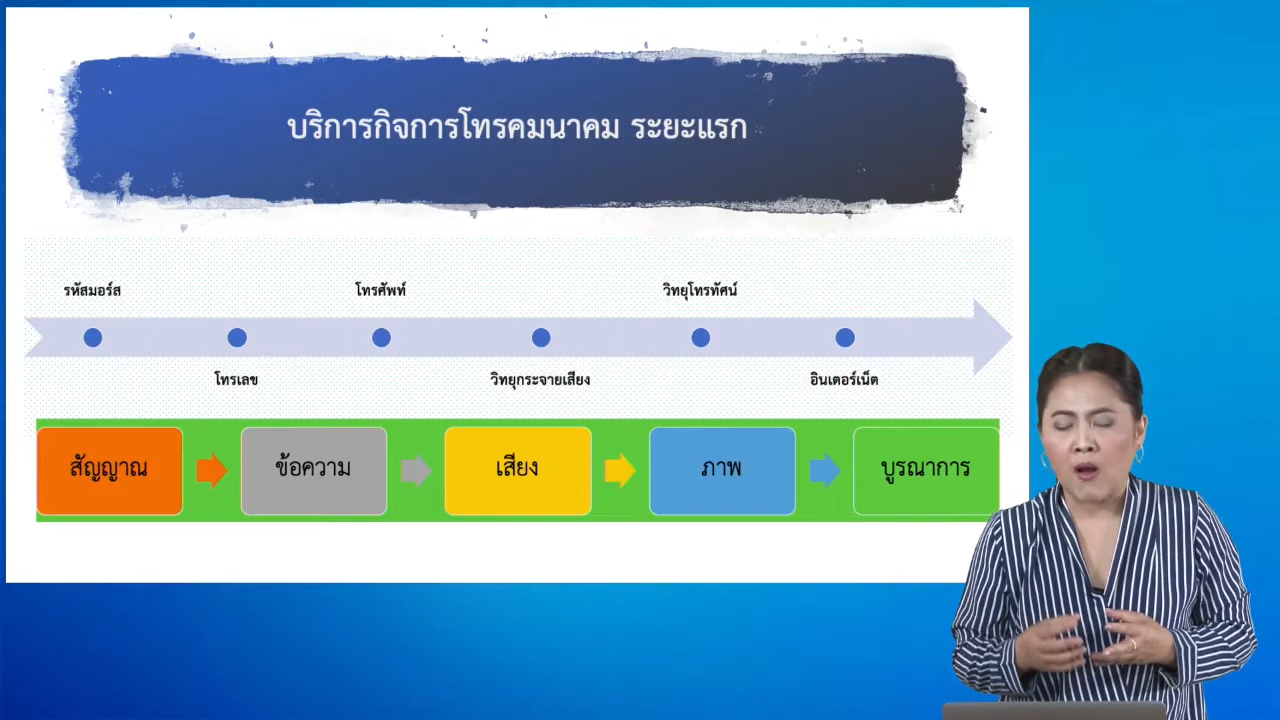 บริการกิจการโทรคมนาคม ระยะแรก
รหัสมอร์ส
โทรศัพท์
วิทยุโทรทัศน์
โทรเลข
วิทยุกระจายเสียง
อินเตอร์เน็ต
สัญญาณ
ข้อความ
เสียง
ภาพ
บูรณาการ